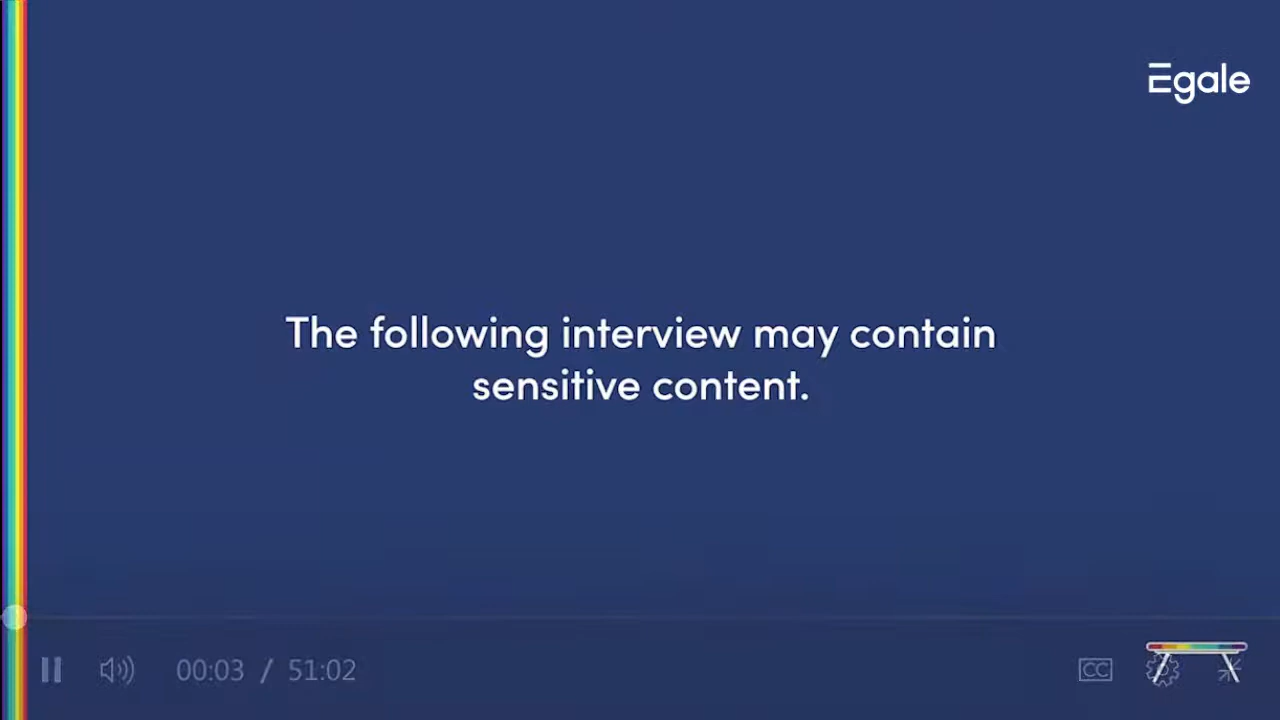 Egale
The following interview may contain
sensitive content.
00:03 / 51:02
CC